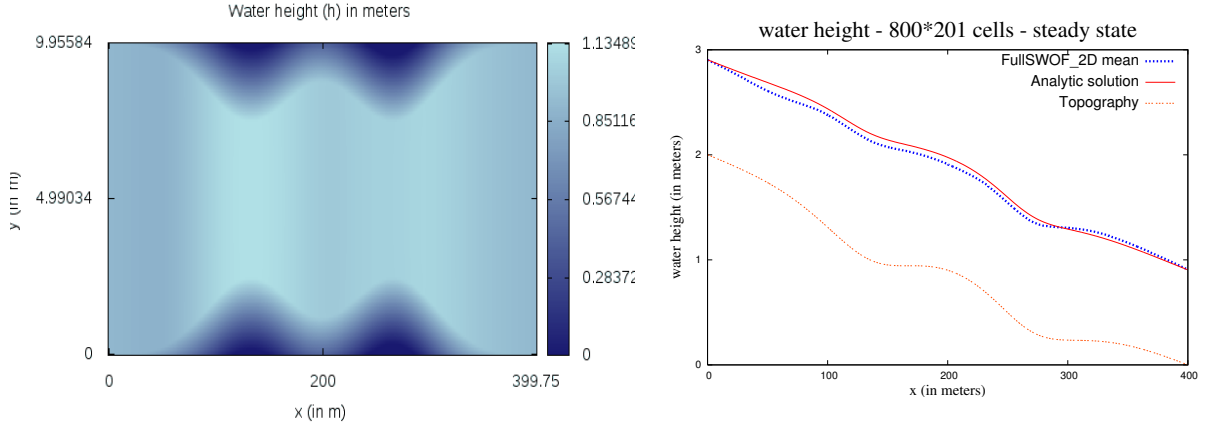 Water height (h) in meters
9.95584
4.99034
0
y (in m)
0
200
399.75
x (in m)
1.13489
0.85116
0.56744
0.28372
0
water height - 800*201 cells - steady state
FullSWOF_2D mean
Analytic solution
Topography
3
2
1
0
water height (in meters)
0
100
200
300
400
x (in meters)